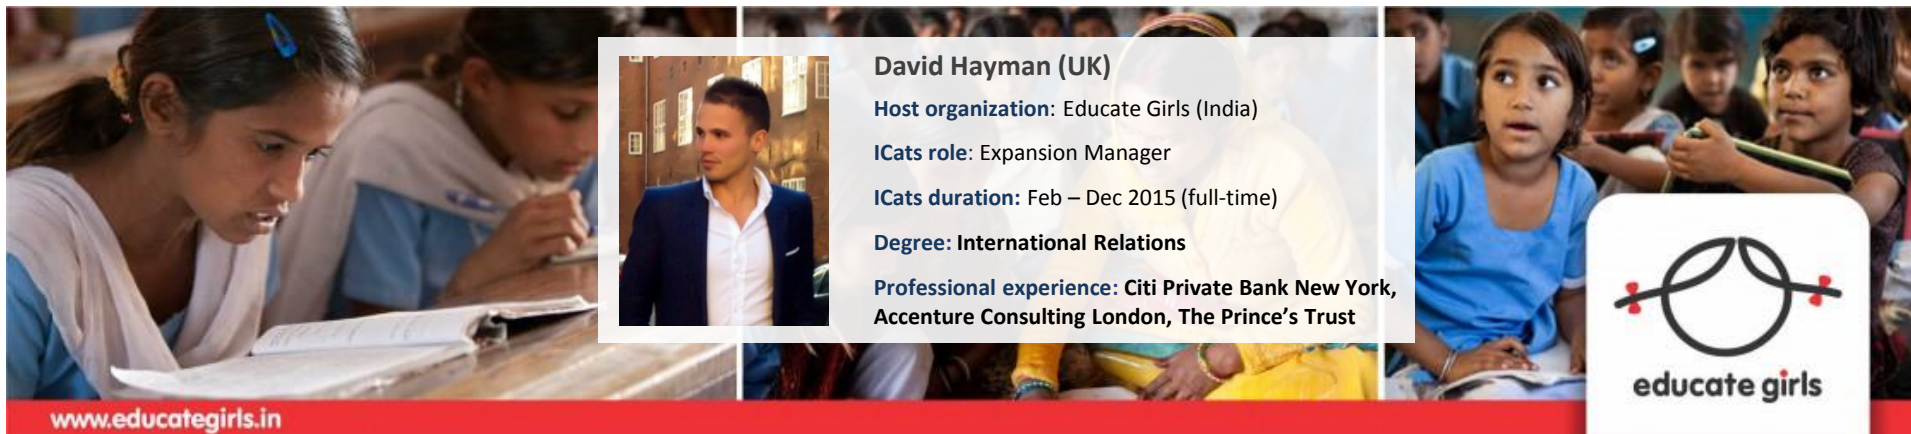 David Hayman (UK)
Host organization: Educate Girls (India)
ICats role: Expansion Manager
ICats duration: Feb – Dec 2015 (full-time)
Degree: International Relations
Professional experience: Citi Private Bank New York,
Accenture Consulting London, The Prince’s Trust
educate girls
www.educategirls.in